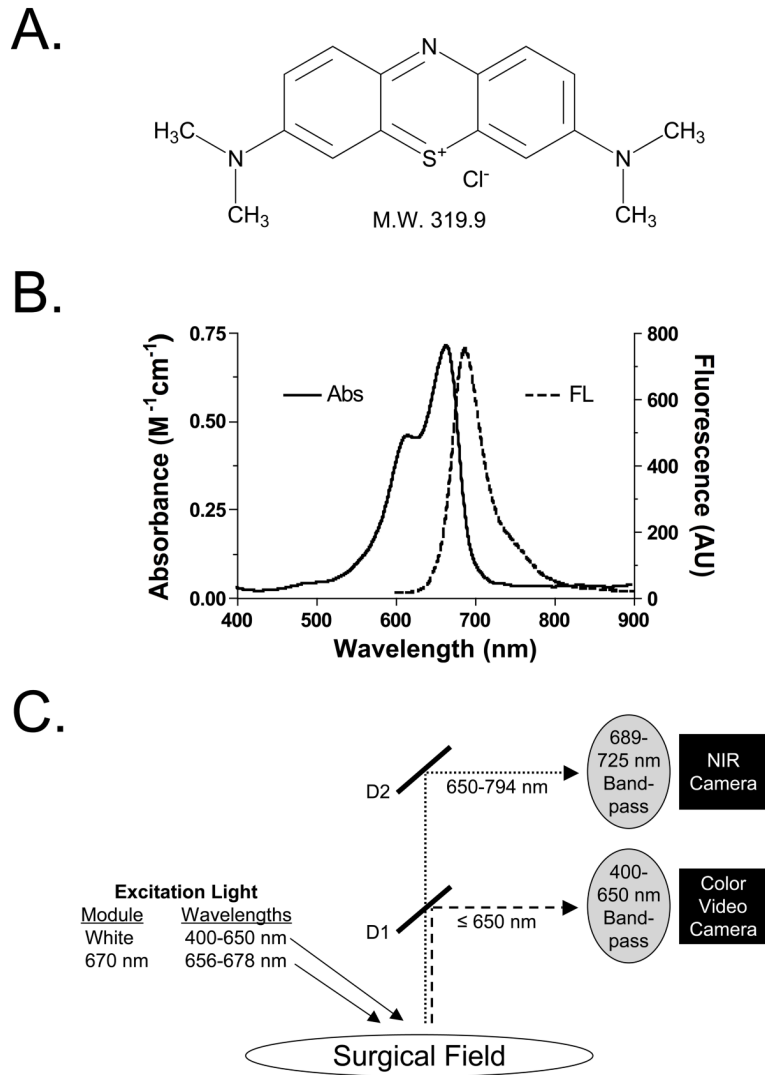 A.
N
H₃C
N
CH₃
S⁺
Cl⁻
CH₃
N
CH₃
M.W. 319.9
B.
Absorbance (M⁻¹cm⁻¹)
0.75
0.50
0.25
0.00
Abs
FL
800
600
400
200
0
Fluorescence (AU)
400 500 600 700 800 900
Wavelength (nm)
C.
D2
650-794 nm
689-
725 nm
Band-
pass
NIR
Camera
Excitation Light
Module Wavelengths
White 400-650 nm
670 nm 656-678 nm
D1
≤ 650 nm
400-
650 nm
Band-
pass
Color
Video
Camera
Surgical Field